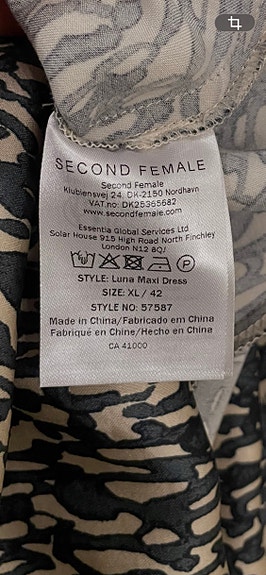 SECOND FEMALE
Second Female
Klubiensvej 24, DK-2150 Nordhavn
VAT no: DK25365682
www.secondfemale.com
Essentia Global Services Ltd
Solar House 915 High Road North Finchley
London N12 8QJ
P
STYLE: Luna Maxi Dress
SIZE: XL / 42
STYLE NO: 57587
Made in China/Fabricado em China
Fabriqué en Chine/Hecho en China
CA 41000